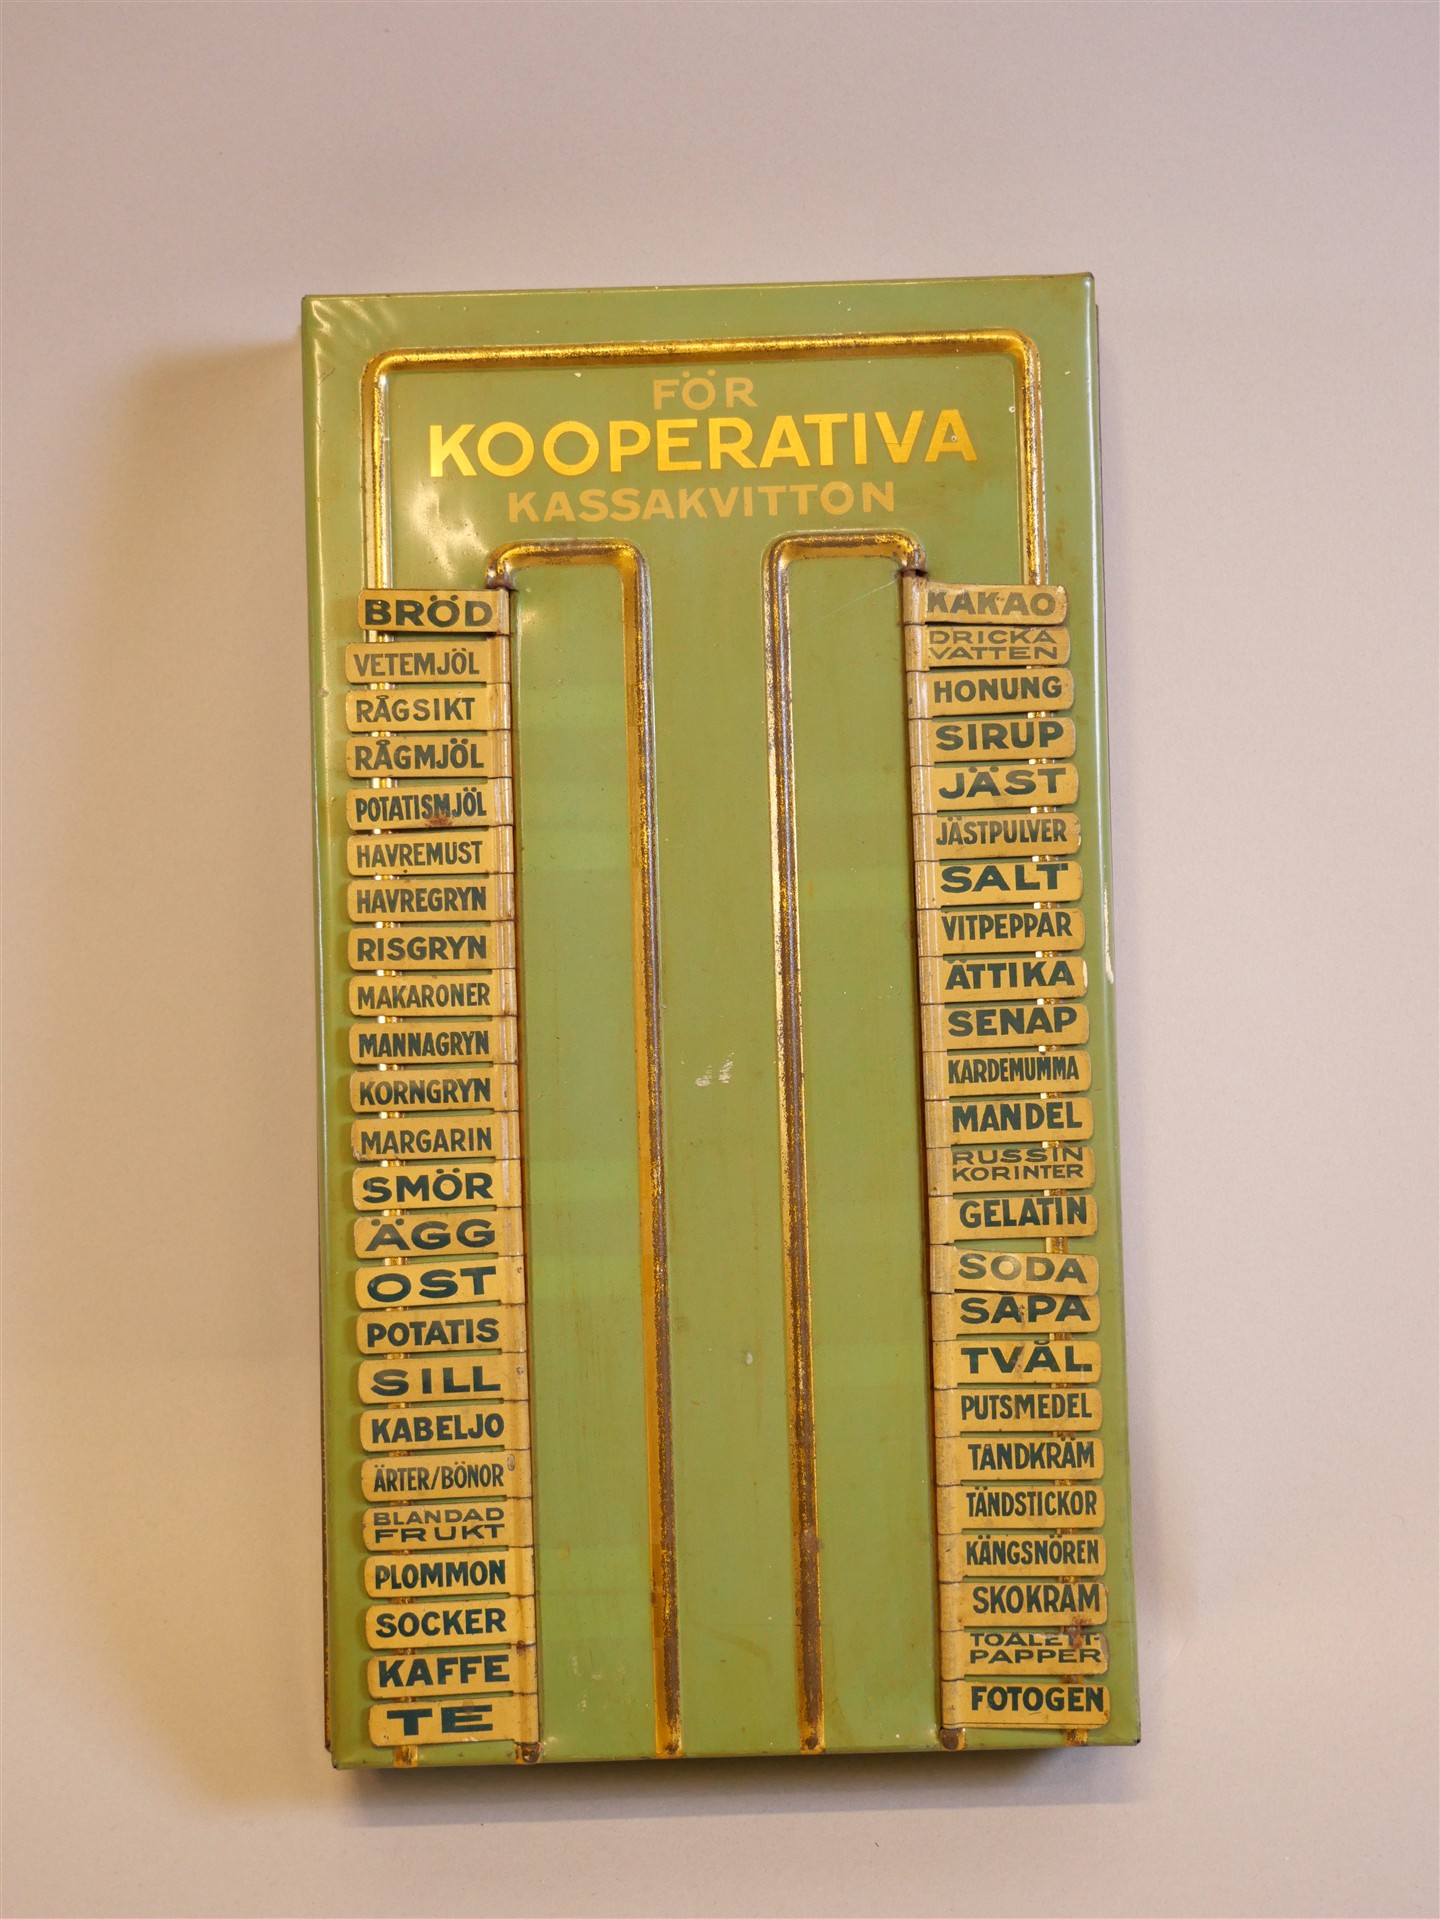 FÖR
KOOPERATIVA
KASSAKVITTON
BRÖD
VETEMJÖL
RÅGSIKT
RÅGMJÖL
POTATISMJÖL
HAVREMUST
HAVREGRYN
RISGRYN
MAKARONER
MANNAGRYN
KORNGRYN
MARGARIN
SMÖR
ÄGG
OST
POTATIS
SILL
KABELJO
ÄRTER/BÖNOR
BLANDAD
FRUKT
PLOMMON
SOCKER
KAFFE
TE
KAKAO
DRICKA
VATTEN
HONUNG
SIRUP
JÄST
JÄSTPULVER
SALT
VITPEPPAR
ÄTTIKA
SENAP
KARDEMUMMA
MANDEL
RUSSIN
KORINTER
GELATIN
SODA
SÅPA
TVÅL
PUTSMEDEL
TANDKRÄM
TÄNDSTICKOR
KÄNGSNÖREN
SKOKRÄM
TOALETT-
PAPPER
FOTOGEN